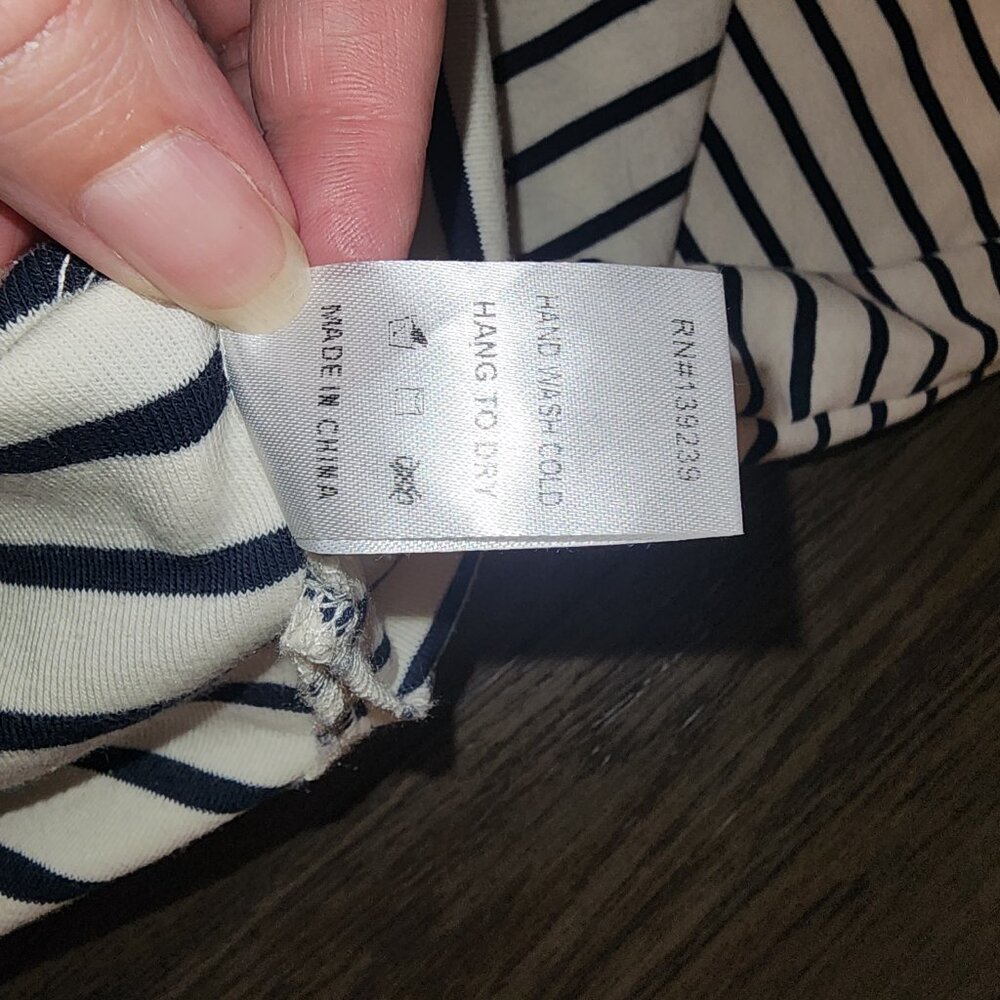 RN#139239
HAND WASH COLD
HANG TO DRY
MADE IN CHINA